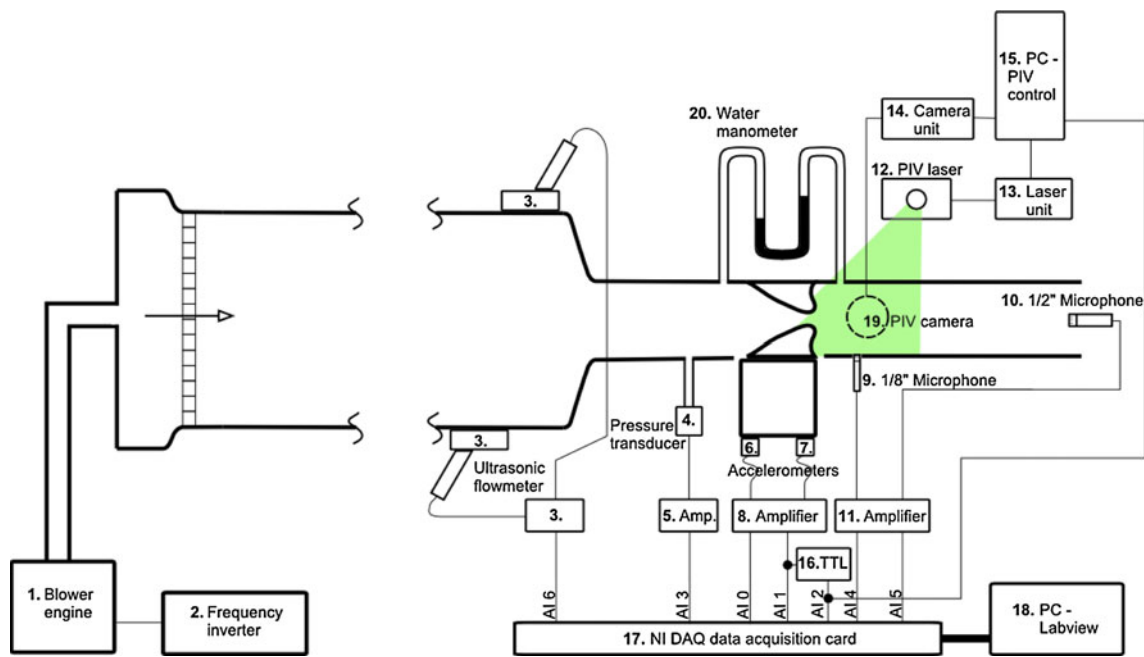 15. PC -
PIV
control
14. Camera
unit
20. Water
manometer
12. PIV laser
13. Laser
unit
3.
10. 1/2" Microphone
19. PIV camera
9. 1/8" Microphone
Pressure
transducer
4.
3.
Ultrasonic
flowmeter
6.
7.
Accelerometers
3.
5. Amp.
8. Amplifier
11. Amplifier
16.TTL
1. Blower
engine
2. Frequency
inverter
AI 6
AI 3
AI 0
AI 1
AI 2
AI 4
AI 5
17. NI DAQ data acquisition card
18. PC -
Labview